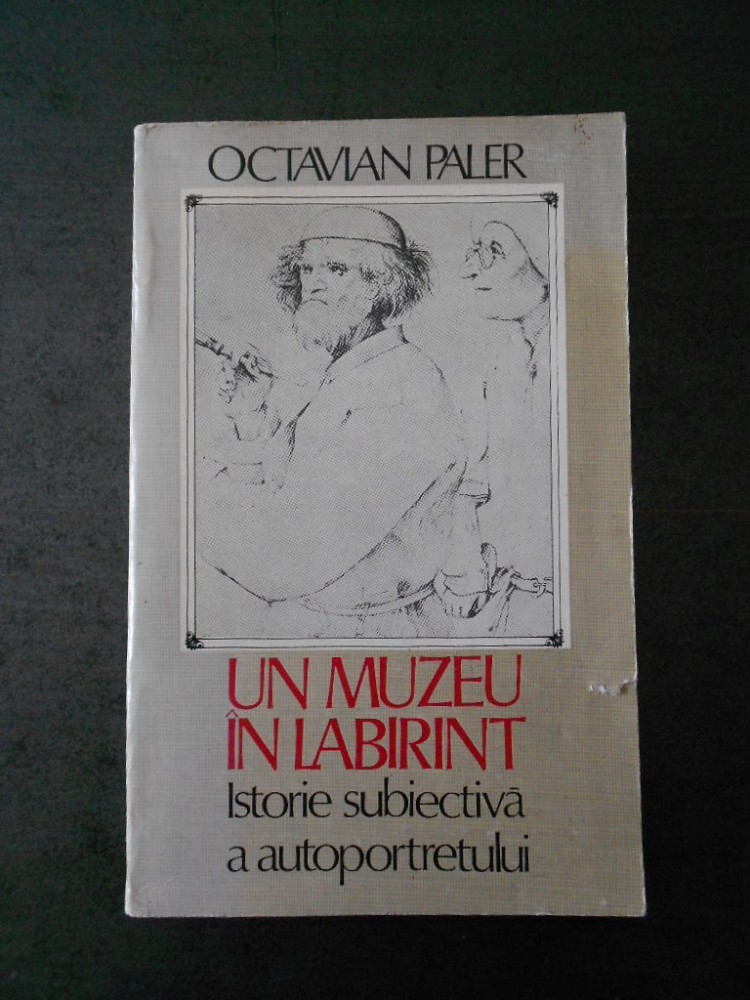 OCTAVIAN PALER
UN MUZEU
ÎN LABIRINT
Istorie subiectivă
a autoportretului